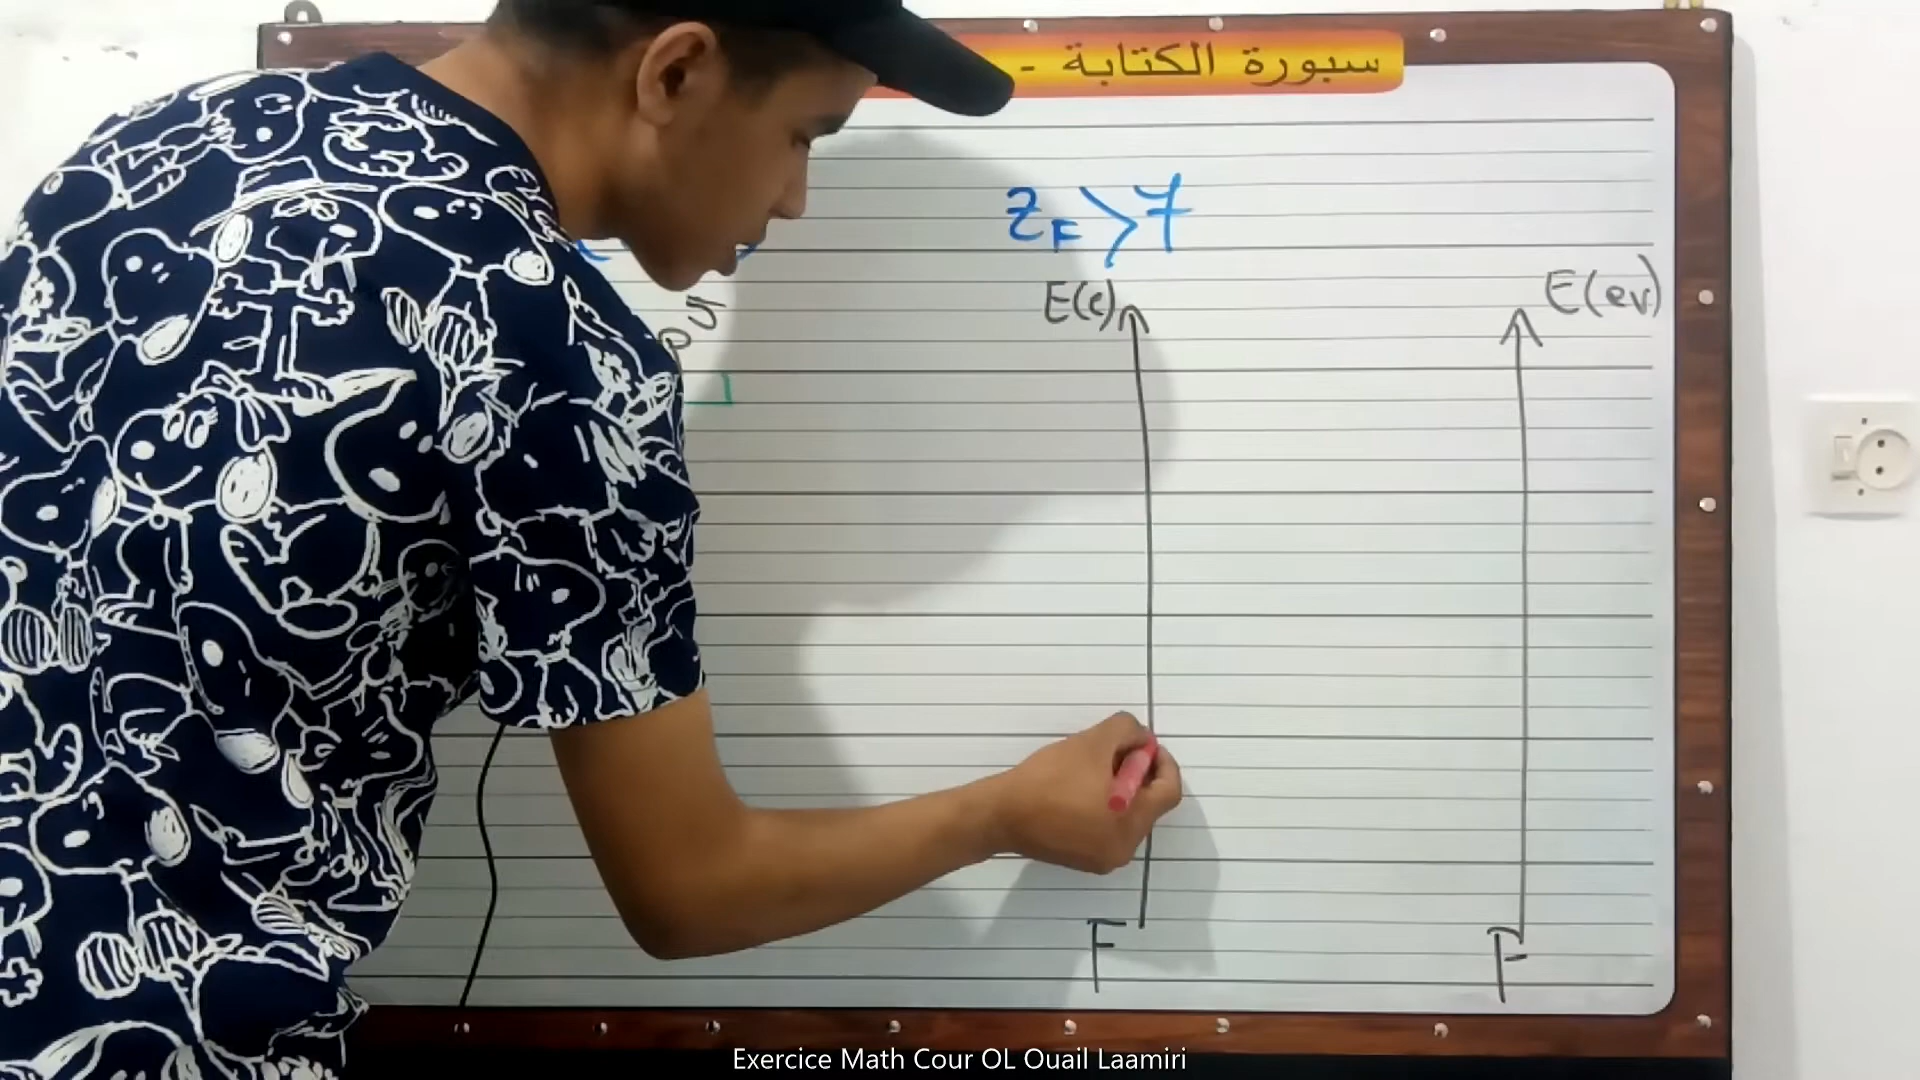 سبورة الكتابة -
Z_F > 7
E(e)
E(ev)
F
F
Exercice Math Cour OL Ouail Laamiri